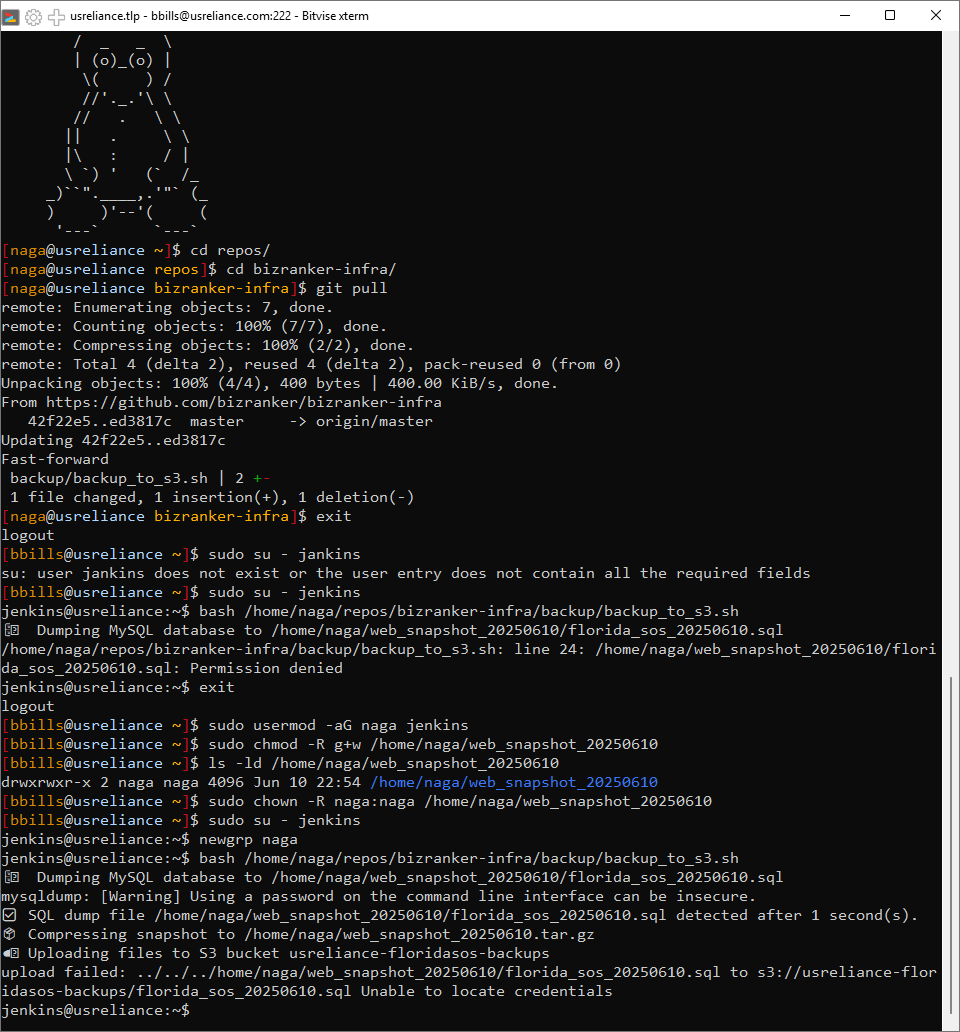 usreliance.tlp - bbills@usreliance.com:222 - Bitvise xterm
        /  _   _  \
        | (o)_(o) |
         \(     ) /
         //'._.'\ \
        //   .   \ \
       ||   .     \ \
       |\   :     / |
       \ `) '   (`  /_
     _)``".____,.'"` (_
     )     )'--'(     (
      '---`      `---`
[naga@usreliance ~]$ cd repos/
[naga@usreliance repos]$ cd bizranker-infra/
[naga@usreliance bizranker-infra]$ git pull
remote: Enumerating objects: 7, done.
remote: Counting objects: 100% (7/7), done.
remote: Compressing objects: 100% (2/2), done.
remote: Total 4 (delta 2), reused 4 (delta 2), pack-reused 0 (from 0)
Unpacking objects: 100% (4/4), 400 bytes | 400.00 KiB/s, done.
From https://github.com/bizranker/bizranker-infra
   42f22e5..ed3817c  master     -> origin/master
Updating 42f22e5..ed3817c
Fast-forward
 backup/backup_to_s3.sh | 2 +-
 1 file changed, 1 insertion(+), 1 deletion(-)
[naga@usreliance bizranker-infra]$ exit
logout
[bbills@usreliance ~]$ sudo su - jankins
su: user jankins does not exist or the user entry does not contain all the required fields
[bbills@usreliance ~]$ sudo su - jenkins
jenkins@usreliance:~$ bash /home/naga/repos/bizranker-infra/backup/backup_to_s3.sh
Dumping MySQL database to /home/naga/web_snapshot_20250610/florida_sos_20250610.sql
/home/naga/repos/bizranker-infra/backup/backup_to_s3.sh: line 24: /home/naga/web_snapshot_20250610/flori
da_sos_20250610.sql: Permission denied
jenkins@usreliance:~$ exit
logout
[bbills@usreliance ~]$ sudo usermod -aG naga jenkins
[bbills@usreliance ~]$ sudo chmod -R g+w /home/naga/web_snapshot_20250610
[bbills@usreliance ~]$ ls -ld /home/naga/web_snapshot_20250610
drwxrwxr-x 2 naga naga 4096 Jun 10 22:54 /home/naga/web_snapshot_20250610
[bbills@usreliance ~]$ sudo chown -R naga:naga /home/naga/web_snapshot_20250610
[bbills@usreliance ~]$ sudo su - jenkins
jenkins@usreliance:~$ newgrp naga
jenkins@usreliance:~$ bash /home/naga/repos/bizranker-infra/backup/backup_to_s3.sh
Dumping MySQL database to /home/naga/web_snapshot_20250610/florida_sos_20250610.sql
mysqldump: [Warning] Using a password on the command line interface can be insecure.
☑ SQL dump file /home/naga/web_snapshot_20250610/florida_sos_20250610.sql detected after 1 second(s).
📦 Compressing snapshot to /home/naga/web_snapshot_20250610.tar.gz
Uploading files to S3 bucket usreliance-floridasos-backups
upload failed: ../../../home/naga/web_snapshot_20250610/florida_sos_20250610.sql to s3://usreliance-flor
idasos-backups/florida_sos_20250610.sql Unable to locate credentials
jenkins@usreliance:~$